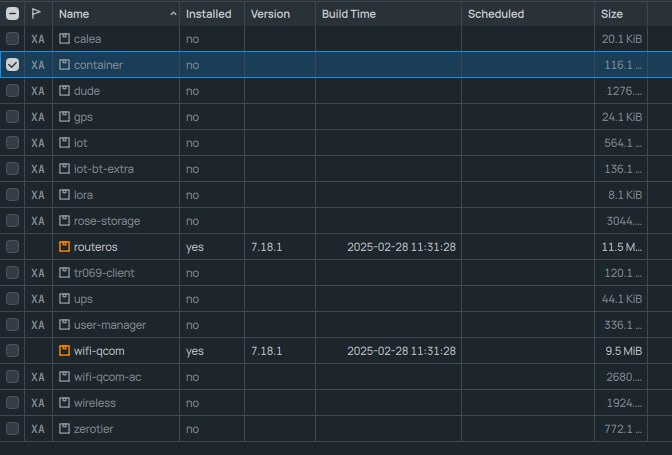 Name Installed Version Build Time Scheduled Size
XA calea no 20.1 KiB
XA container no 116.1 ...
XA dude no 1276....
XA gps no 24.1 KiB
XA iot no 564.1 ...
XA iot-bt-extra no 136.1 ...
XA lora no 8.1 KiB
XA rose-storage no 3044....
routeros yes 7.18.1 2025-02-28 11:31:28 11.5 M...
XA tr069-client no 120.1 ...
XA ups no 44.1 KiB
XA user-manager no 336.1 ...
wifi-qcom yes 7.18.1 2025-02-28 11:31:28 9.5 MiB
XA wifi-qcom-ac no 2680....
XA wireless no 1924....
XA zerotier no 772.1 ...